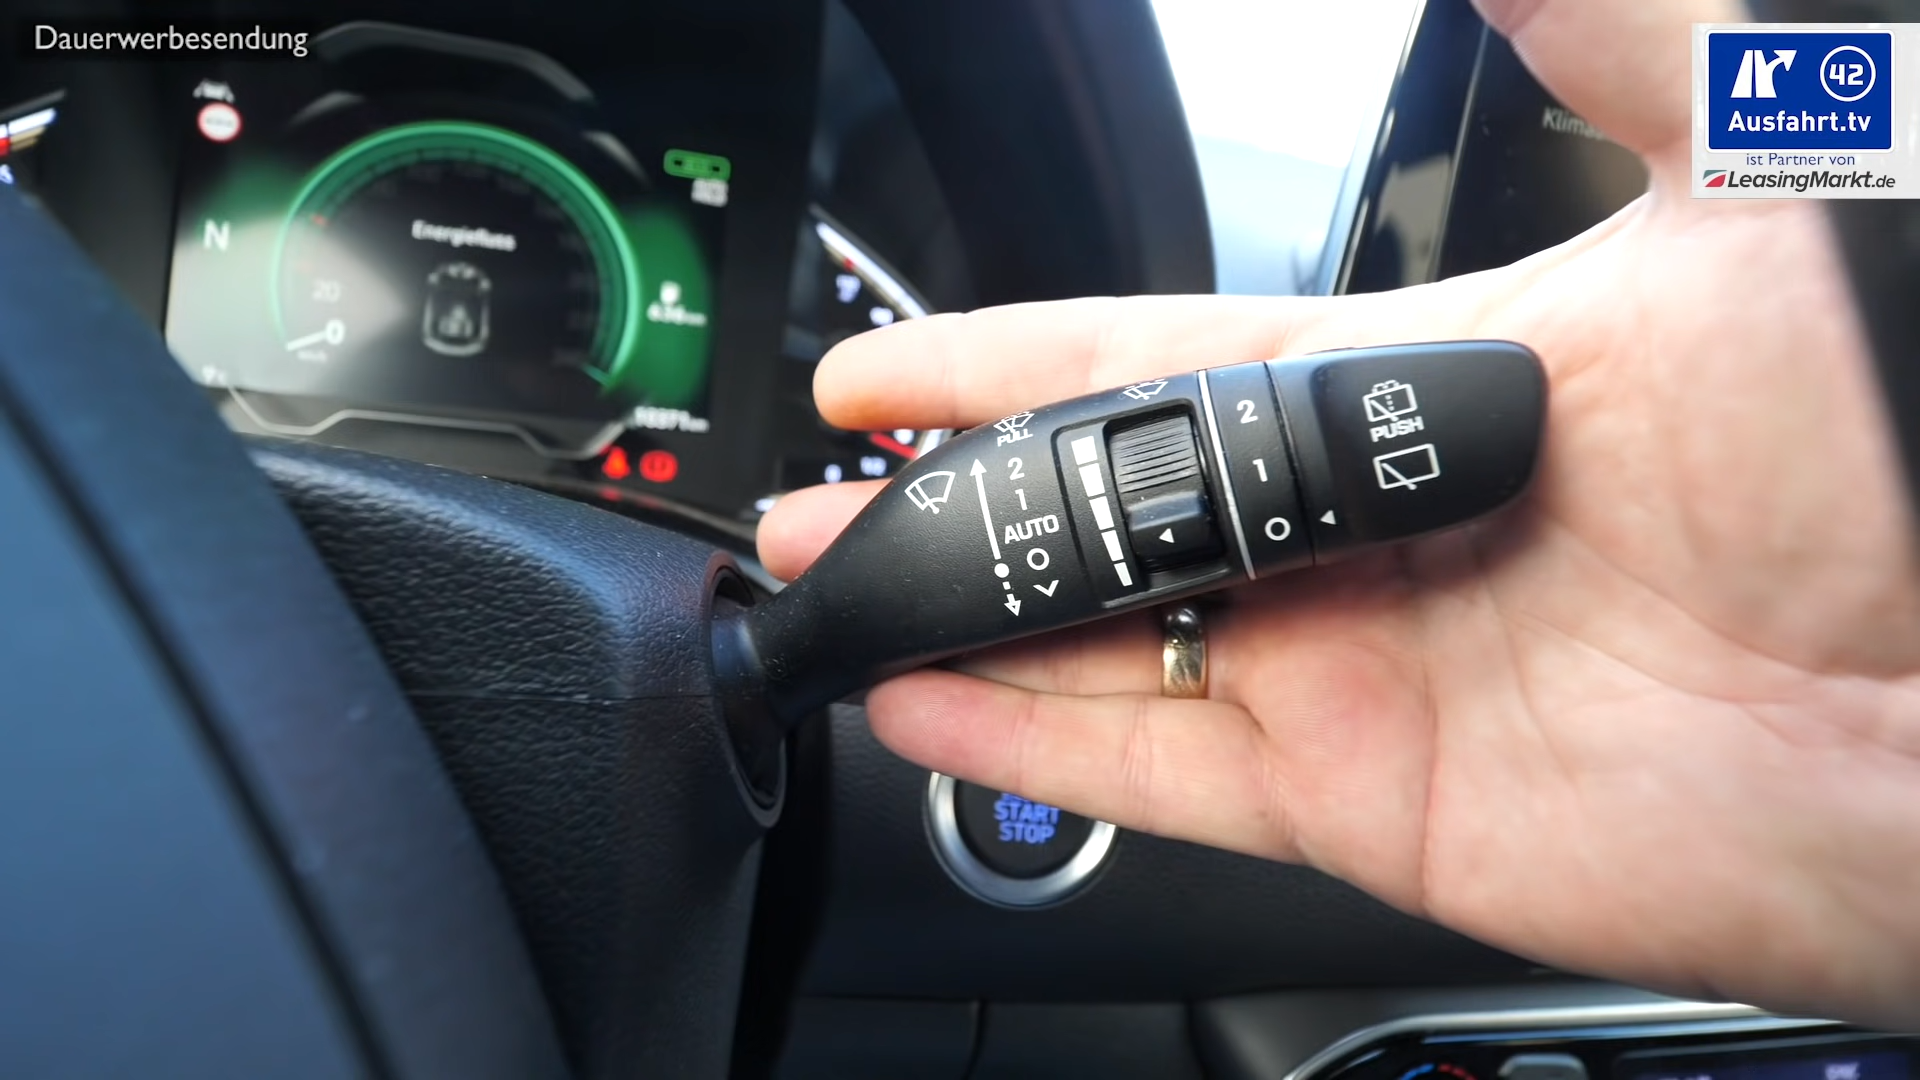 Dauerwerbesendung
42
Ausfahrt.tv
ist Partner von
LeasingMarkt.de
N
Energiefluss
20
0
PULL
2
1
AUTO
O
2
1
O
PUSH
START
STOP